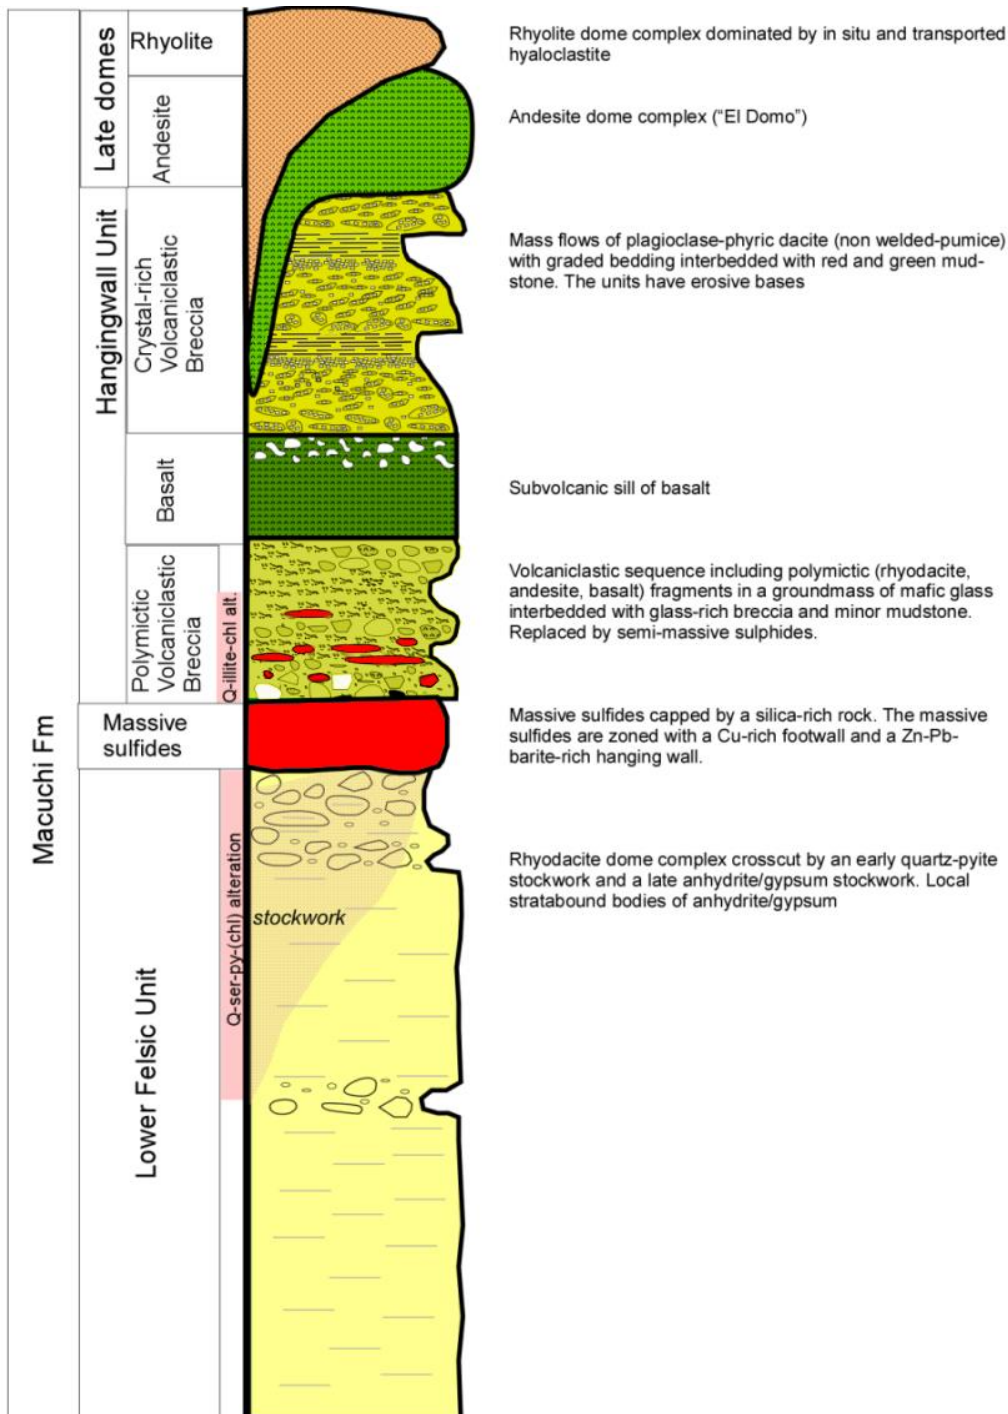 Macuchi Fm
Late domes
Rhyolite
Rhyolite dome complex dominated by in situ and transported
hyaloclastite
Andesite
Andesite dome complex (“El Domo”)
Hangingwall Unit
Crystal-rich
Volcaniclastic
Breccia
Mass flows of plagioclase-phyric dacite (non welded-pumice)
with graded bedding interbedded with red and green mud-
stone. The units have erosive bases
Basalt
Subvolcanic sill of basalt
Polymictic
Volcaniclastic
Breccia
Q-illite-chl alt.
Volcaniclastic sequence including polymictic (rhyodacite,
andesite, basalt) fragments in a groundmass of mafic glass
interbedded with glass-rich breccia and minor mudstone.
Replaced by semi-massive sulphides.
Massive
sulfides
Massive sulfides capped by a silica-rich rock. The massive
sulfides are zoned with a Cu-rich footwall and a Zn-Pb-
barite-rich hanging wall.
Lower Felsic Unit
Q-ser-py-(chl) alteration
stockwork
Rhyodacite dome complex crosscut by an early quartz-pyite
stockwork and a late anhydrite/gypsum stockwork. Local
stratabound bodies of anhydrite/gypsum